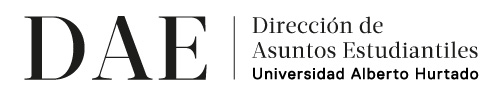 DAE
Dirección de
Asuntos Estudiantiles
Universidad Alberto Hurtado